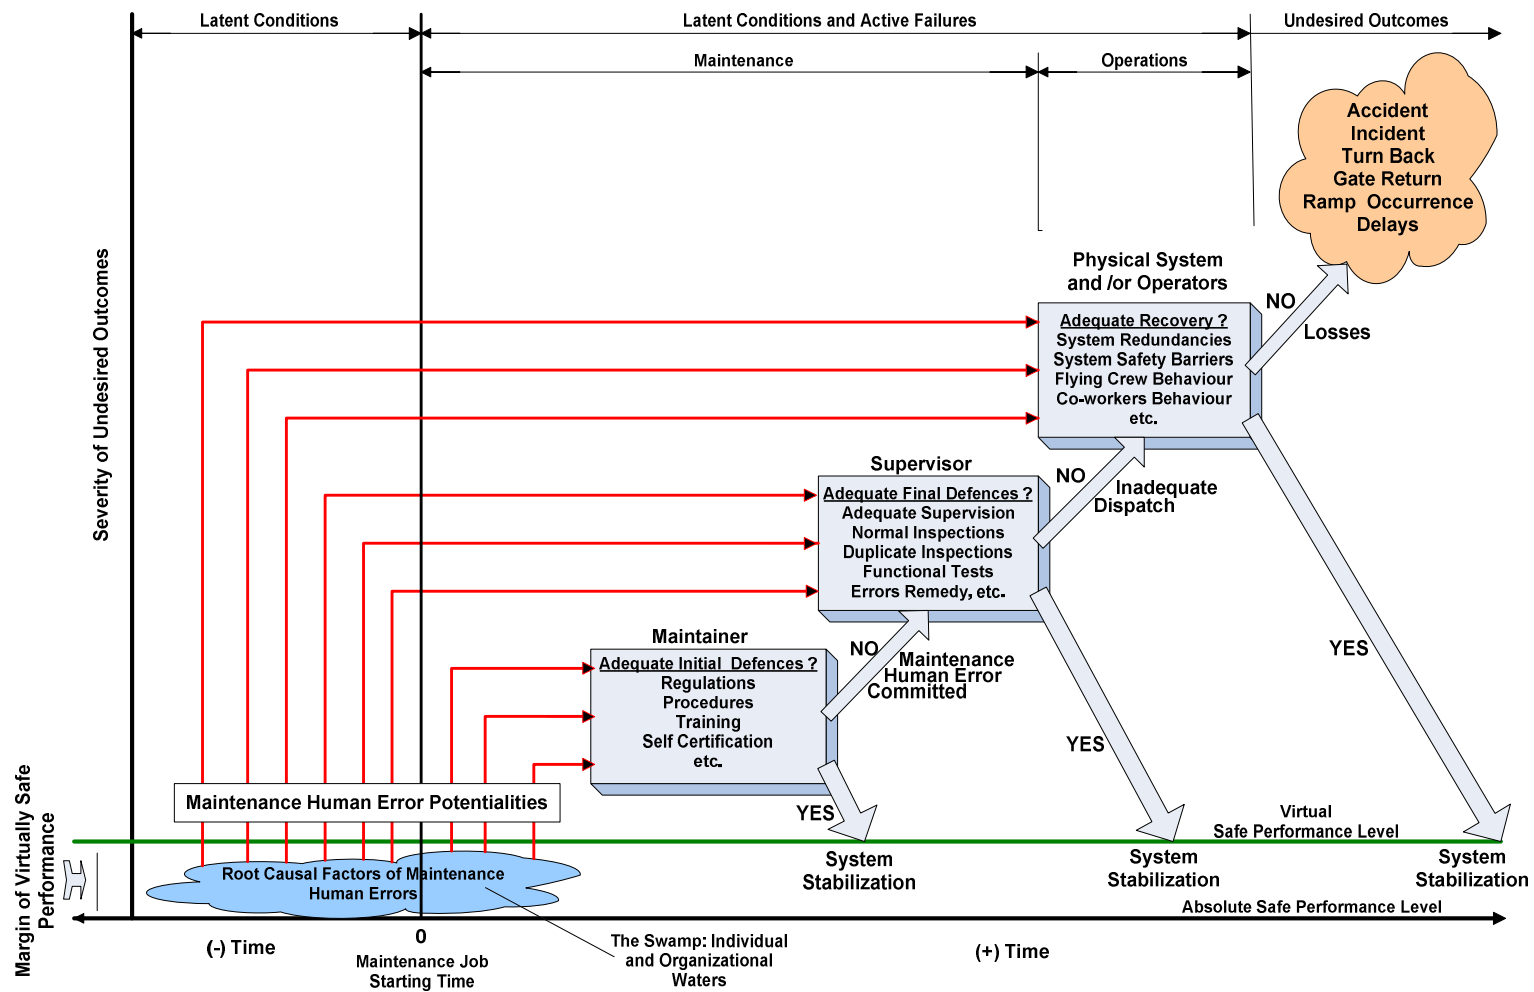 Latent Conditions
Latent Conditions and Active Failures
Undesired Outcomes
Maintenance
Operations
Accident
Incident
Turn Back
Gate Return
Ramp Occurrence
Delays
Severity of Undesired Outcomes
Physical System
and /or Operators
Adequate Recovery ?
System Redundancies
System Safety Barriers
Flying Crew Behaviour
Co-workers Behaviour
etc.
NO
Losses
YES
Supervisor
Adequate Final Defences ?
Adequate Supervision
Normal Inspections
Duplicate Inspections
Functional Tests
Errors Remedy, etc.
NO
Inadequate
Dispatch
YES
Maintainer
Adequate Initial Defences ?
Regulations
Procedures
Training
Self Certification
etc.
NO
Maintenance
Human Error
Committed
YES
Maintenance Human Error Potentialities
Virtual
Safe Performance Level
Margin of Virtually Safe
Performance
Root Causal Factors of Maintenance
Human Errors
System
Stabilization
System
Stabilization
System
Stabilization
Absolute Safe Performance Level
(-) Time
0
Maintenance Job
Starting Time
The Swamp: Individual
and Organizational
Waters
(+) Time